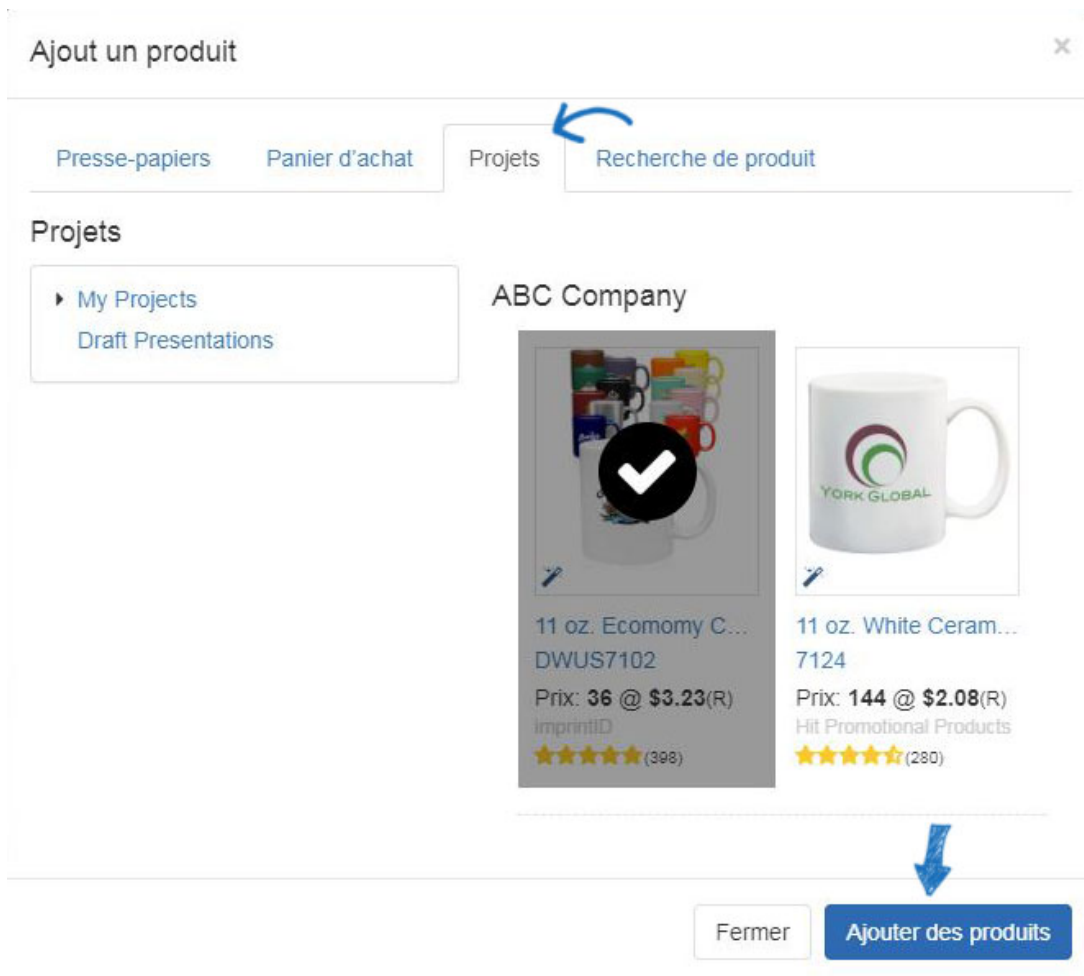 Ajout un produit
×
Presse-papiers
Panier d'achat
Projets
Recherche de produit
Projets
My Projects
Draft Presentations
ABC Company
YORK GLOBAL
11 oz. Ecomomy C...
DWUS7102
Prix: 36 @ $3.23(R)
imprintID
(398)
11 oz. White Ceram...
7124
Prix: 144 @ $2.08(R)
Hit Promotional Products
(280)
Fermer
Ajouter des produits